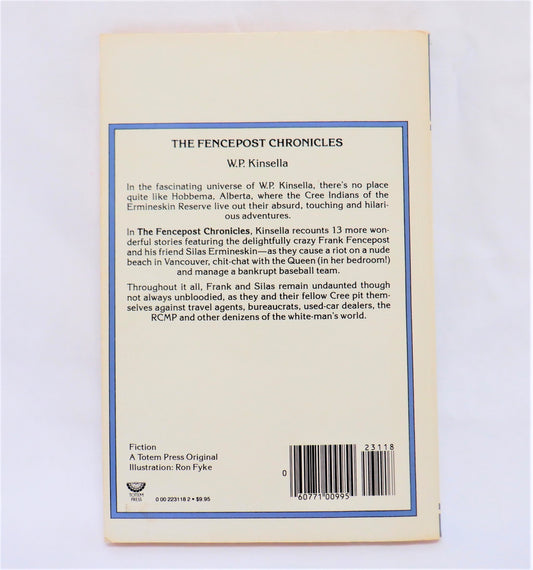 THE FENCEPOST CHRONICLES
W.P. Kinsella
In the fascinating universe of W.P. Kinsella, there's no place
quite like Hobbema, Alberta, where the Cree Indians of the
Ermineskin Reserve live out their absurd, touching and hilari-
ous adventures.
In The Fencepost Chronicles, Kinsella recounts 13 more won-
derful stories featuring the delightfully crazy Frank Fencepost
and his friend Silas Ermineskin—as they cause a riot on a nude
beach in Vancouver, chit-chat with the Queen (in her bedroom!)
and manage a bankrupt baseball team.
Throughout it all, Frank and Silas remain undaunted though
not always unbloodied, as they and their fellow Cree pit them-
selves against travel agents, bureaucrats, used-car dealers, the
RCMP and other denizens of the white-man's world.
Fiction
A Totem Press Original
Illustration: Ron Fyke
TOTEM
PRESS
0 00 223118 2 • $9.95
23118
0
60771 00995